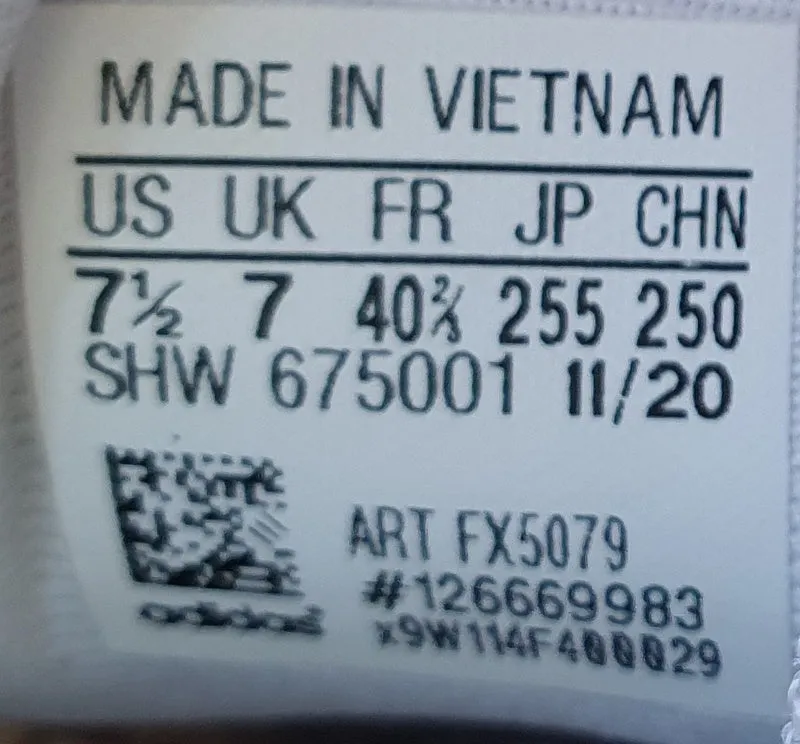 MADE IN VIETNAM
US UK FR JP CHN
7½ 7 40⅔ 255 250
SHW 675001 11/20
ART FX5079
#126669983
adidas
x9W114F400029